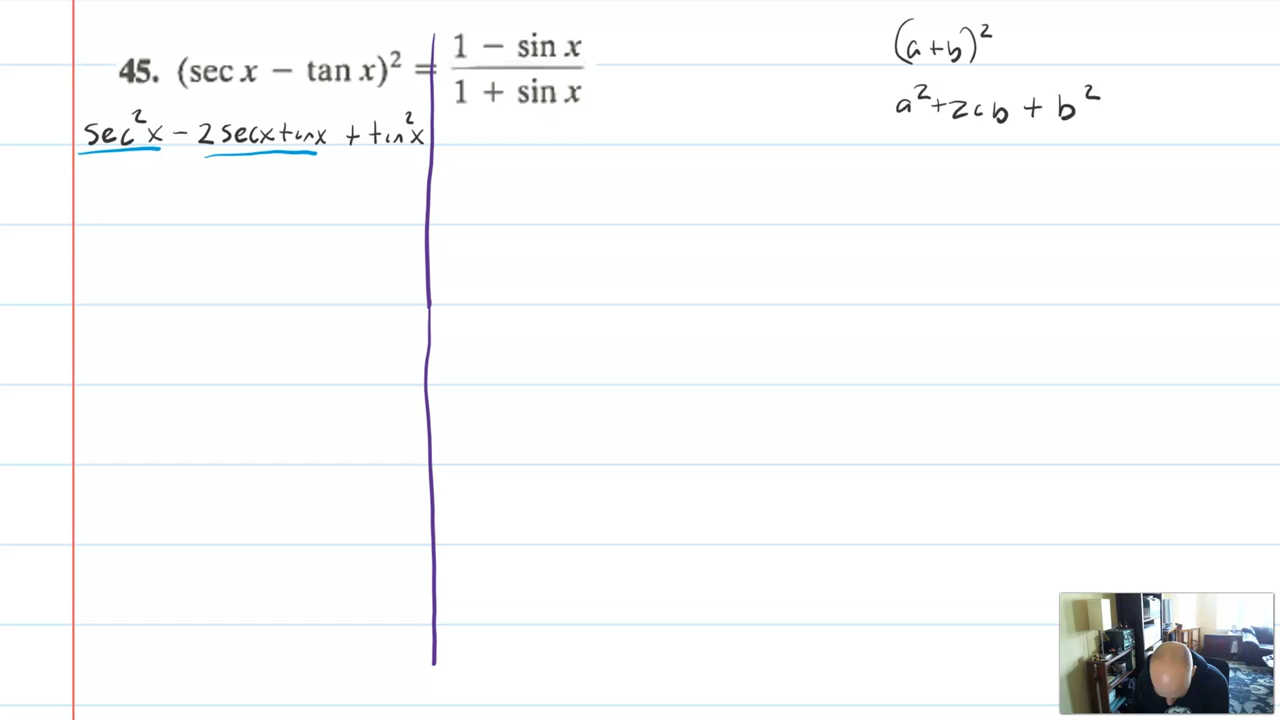 45. (sec x − tan x)² = (1 − sin x)/(1 + sin x)
sec²x − 2 secx tanx + tan²x
(a+b)²
a²+2ab + b²